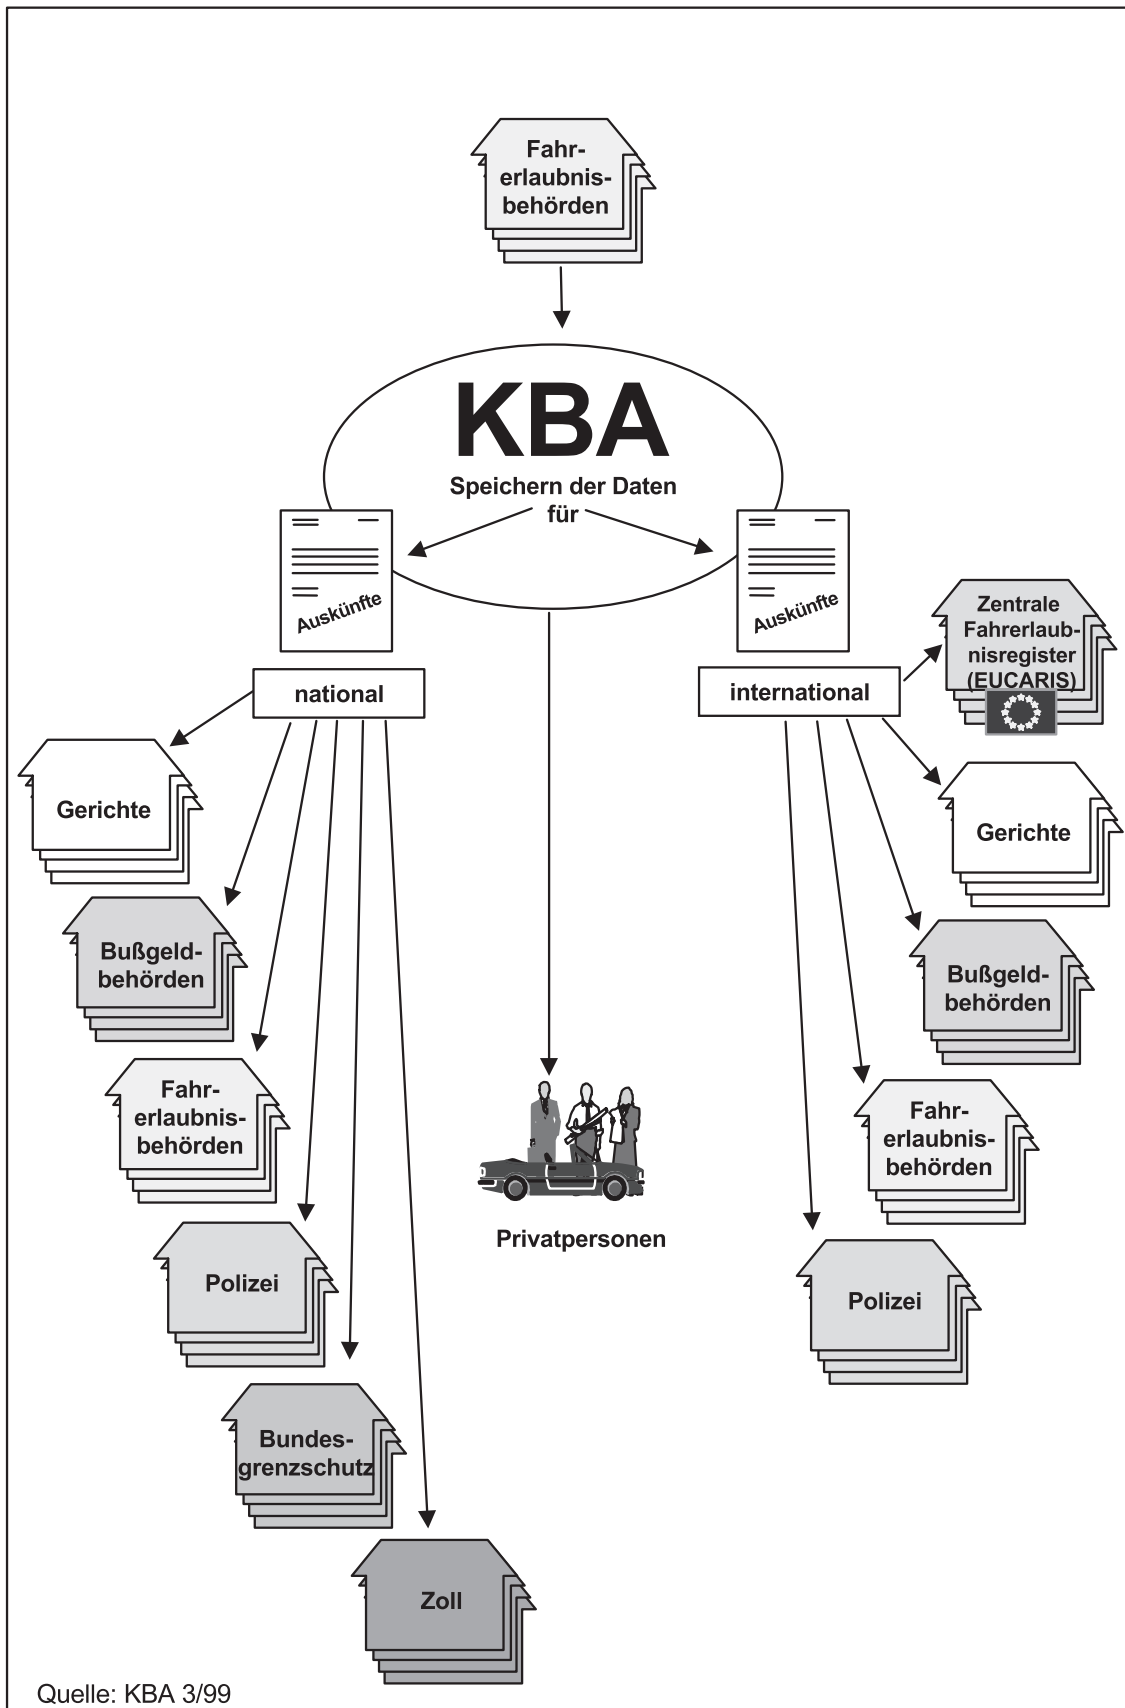 Fahr-
erlaubnis-
behörden
KBA
Speichern der Daten
für
Auskünfte
Auskünfte
national
international
Zentrale
Fahrerlaub-
nisregister
(EUCARIS)
Gerichte
Bußgeld-
behörden
Fahr-
erlaubnis-
behörden
Polizei
Bundes-
grenzschutz
Zoll
Privatpersonen
Gerichte
Bußgeld-
behörden
Fahr-
erlaubnis-
behörden
Polizei
Quelle: KBA 3/99